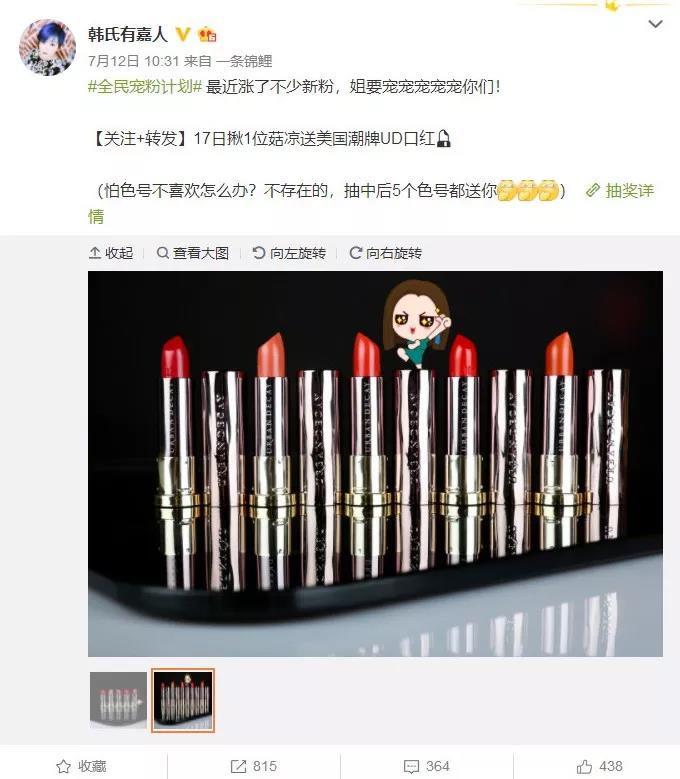 韩氏有嘉人
7月12日 10:31 来自 一条锦鲤
#全民宠粉计划# 最近涨了不少新粉，姐要宠宠宠宠宠你们！
【关注+转发】17日揪1位菇凉送美国潮牌UD口红
（怕色号不喜欢怎么办？不存在的，抽中后5个色号都送你） 抽奖详
情
收起 查看大图 向左旋转 向右旋转
URBAN DECAY
URBAN DECAY
URBAN DECAY
URBAN DECAY
URBAN DECAY
URBAN DECAY
URBAN DECAY
URBAN DECAY
收藏 815 364 438